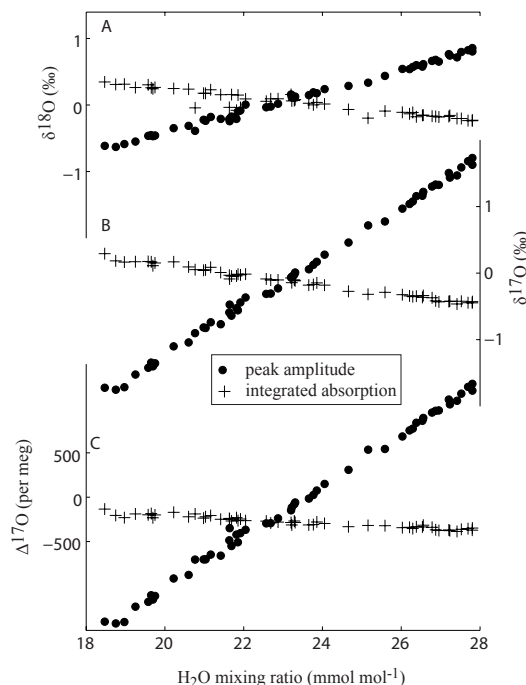 A
δ18O (‰)
1
0
−1
B
δ17O (‰)
1
0
−1
peak amplitude
integrated absorption
C
Δ17O (per meg)
500
0
−500
18 20 22 24 26 28
H2O mixing ratio (mmol mol-1)